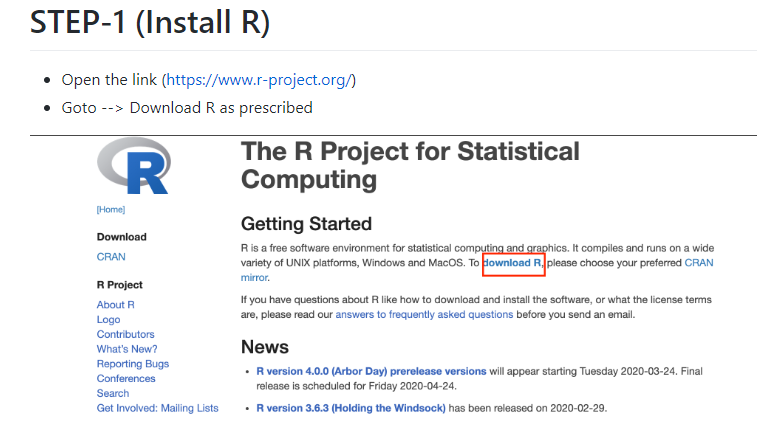 STEP-1 (Install R)
• Open the link (https://www.r-project.org/)
• Goto --> Download R as prescribed
R
[Home]
Download
CRAN
R Project
About R
Logo
Contributors
What's New?
Reporting Bugs
Conferences
Search
Get Involved: Mailing Lists
The R Project for Statistical
Computing
Getting Started
R is a free software environment for statistical computing and graphics. It compiles and runs on a wide
variety of UNIX platforms, Windows and MacOS. To download R, please choose your preferred CRAN
mirror.
If you have questions about R like how to download and install the software, or what the license terms
are, please read our answers to frequently asked questions before you send an email.
News
• R version 4.0.0 (Arbor Day) prerelease versions will appear starting Tuesday 2020-03-24. Final
release is scheduled for Friday 2020-04-24.
• R version 3.6.3 (Holding the Windsock) has been released on 2020-02-29.